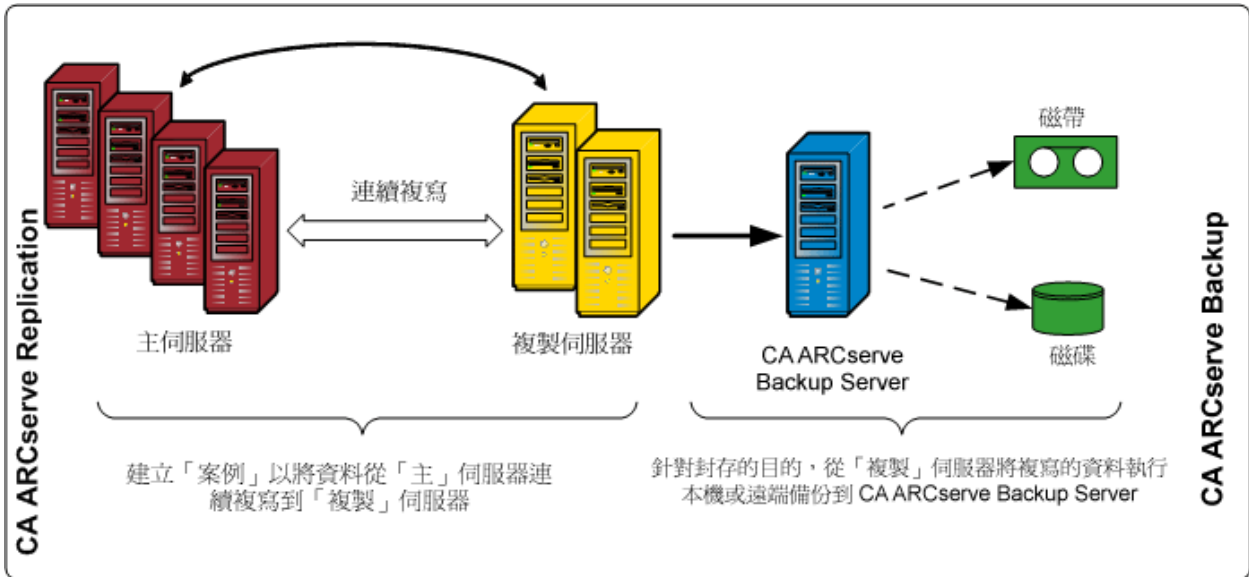 CA ARCserve Replication
連續複寫
主伺服器
複製伺服器
建立「案例」以將資料從「主」伺服器連
續複寫到「複製」伺服器
CA ARCserve
Backup Server
磁帶
磁碟
針對封存的目的，從「複製」伺服器將複寫的資料執行
本機或遠端備份到 CA ARCserve Backup Server
CA ARCserve Backup